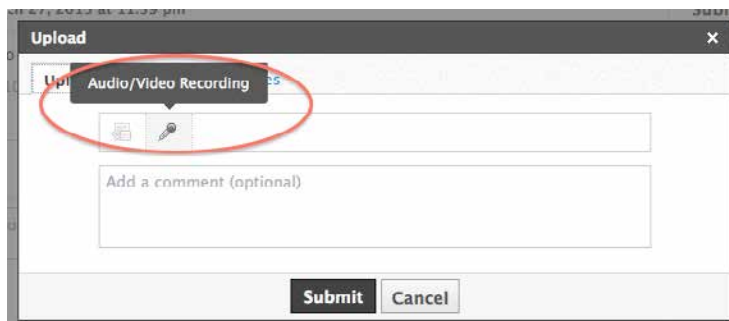 Upload
Audio/Video Recording
Add a comment (optional)
Submit Cancel